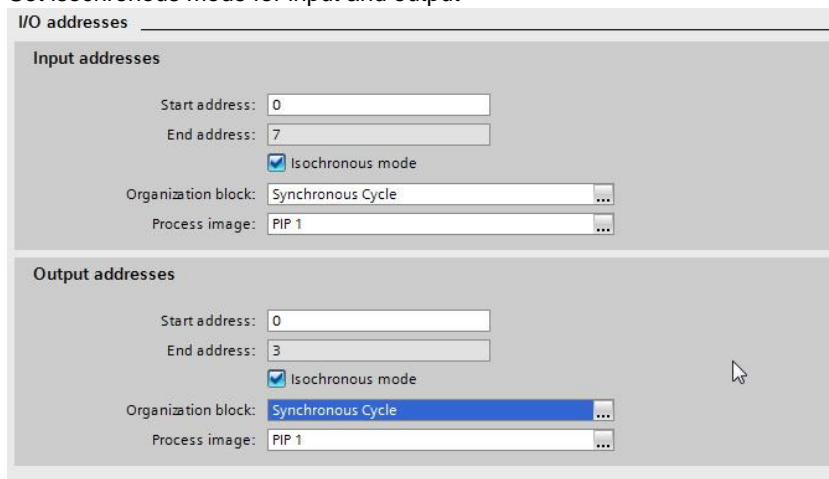 Set isochronous mode for input and output
I/O addresses
Input addresses
Start address: 0
End address: 7
Isochronous mode
Organization block: Synchronous Cycle ...
Process image: PIP 1 ...
Output addresses
Start address: 0
End address: 3
Isochronous mode
Organization block: Synchronous Cycle ...
Process image: PIP 1 ...